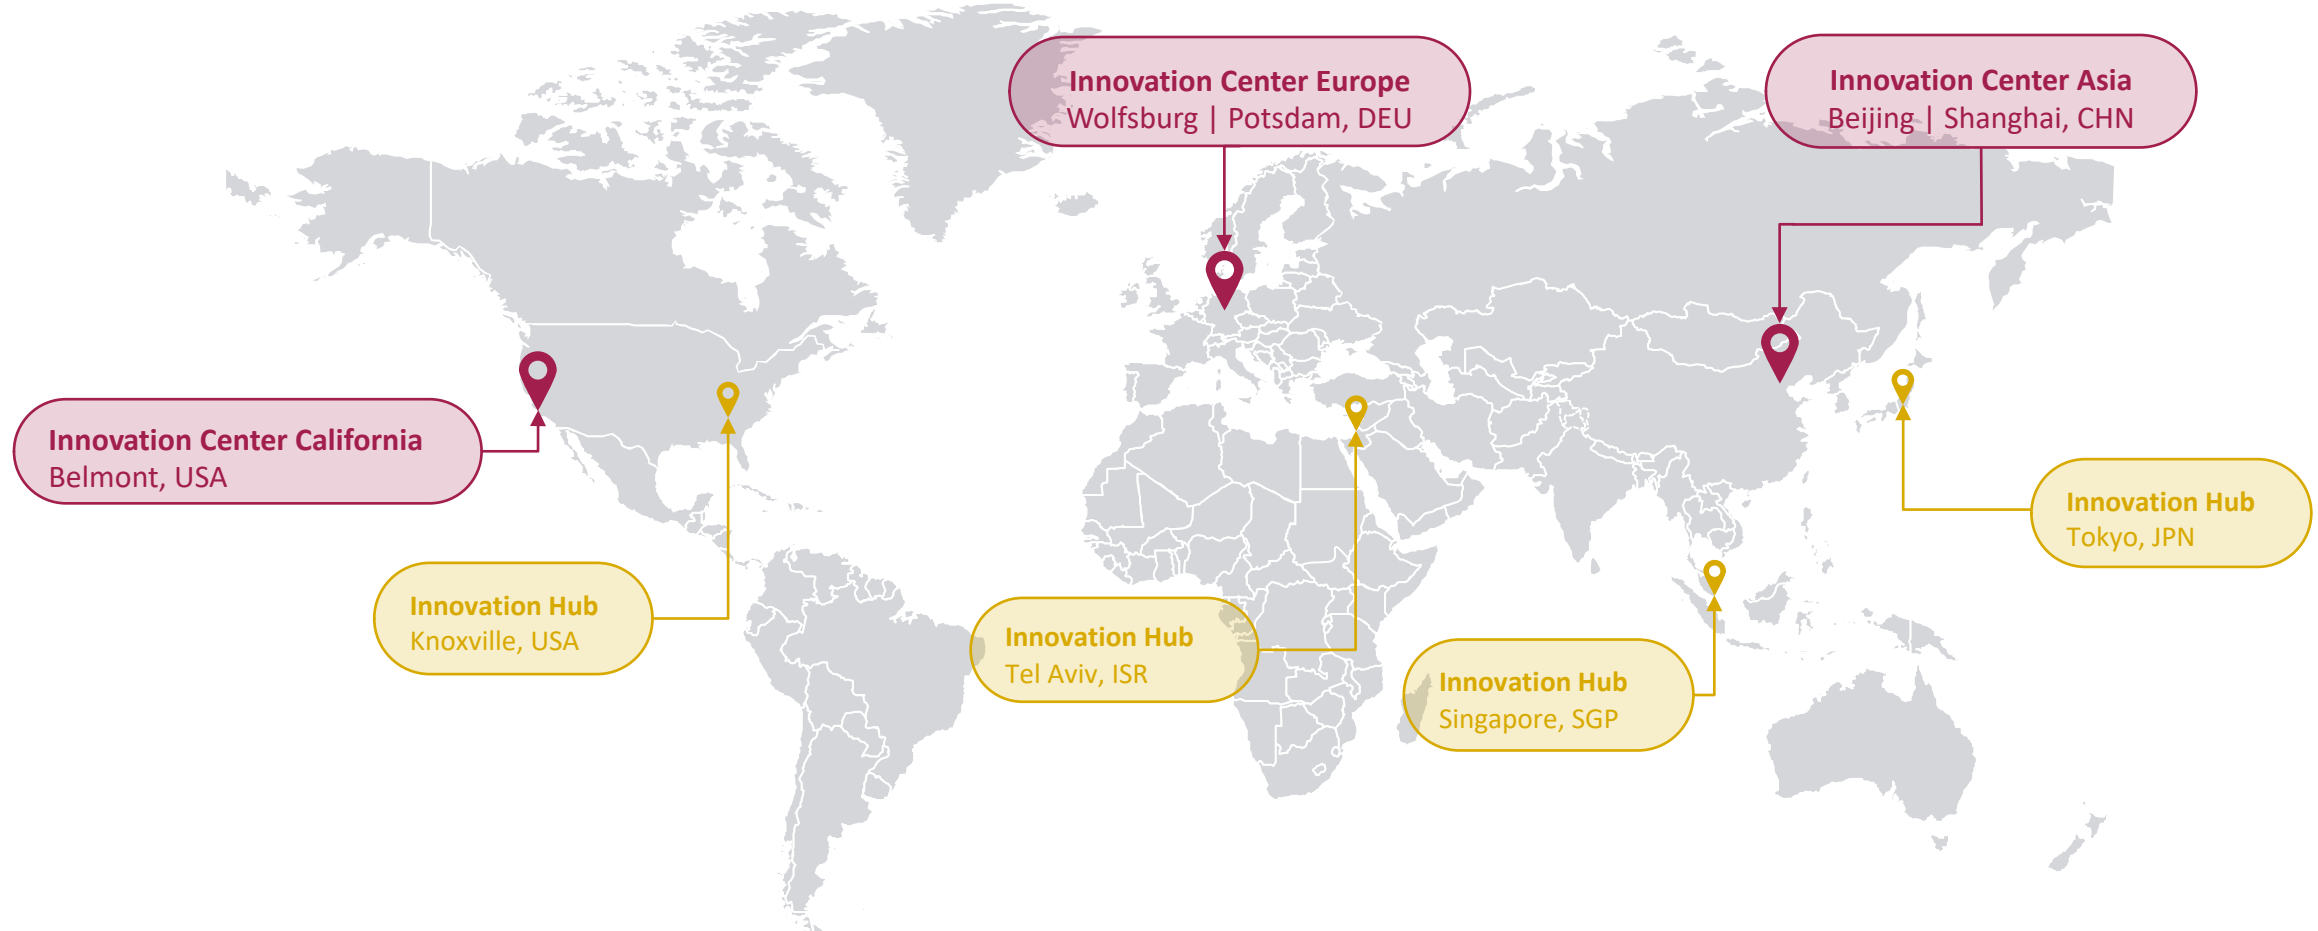 Innovation Center Europe
Wolfsburg | Potsdam, DEU
Innovation Center Asia
Beijing | Shanghai, CHN
Innovation Center California
Belmont, USA
Innovation Hub
Tokyo, JPN
Innovation Hub
Knoxville, USA
Innovation Hub
Tel Aviv, ISR
Innovation Hub
Singapore, SGP